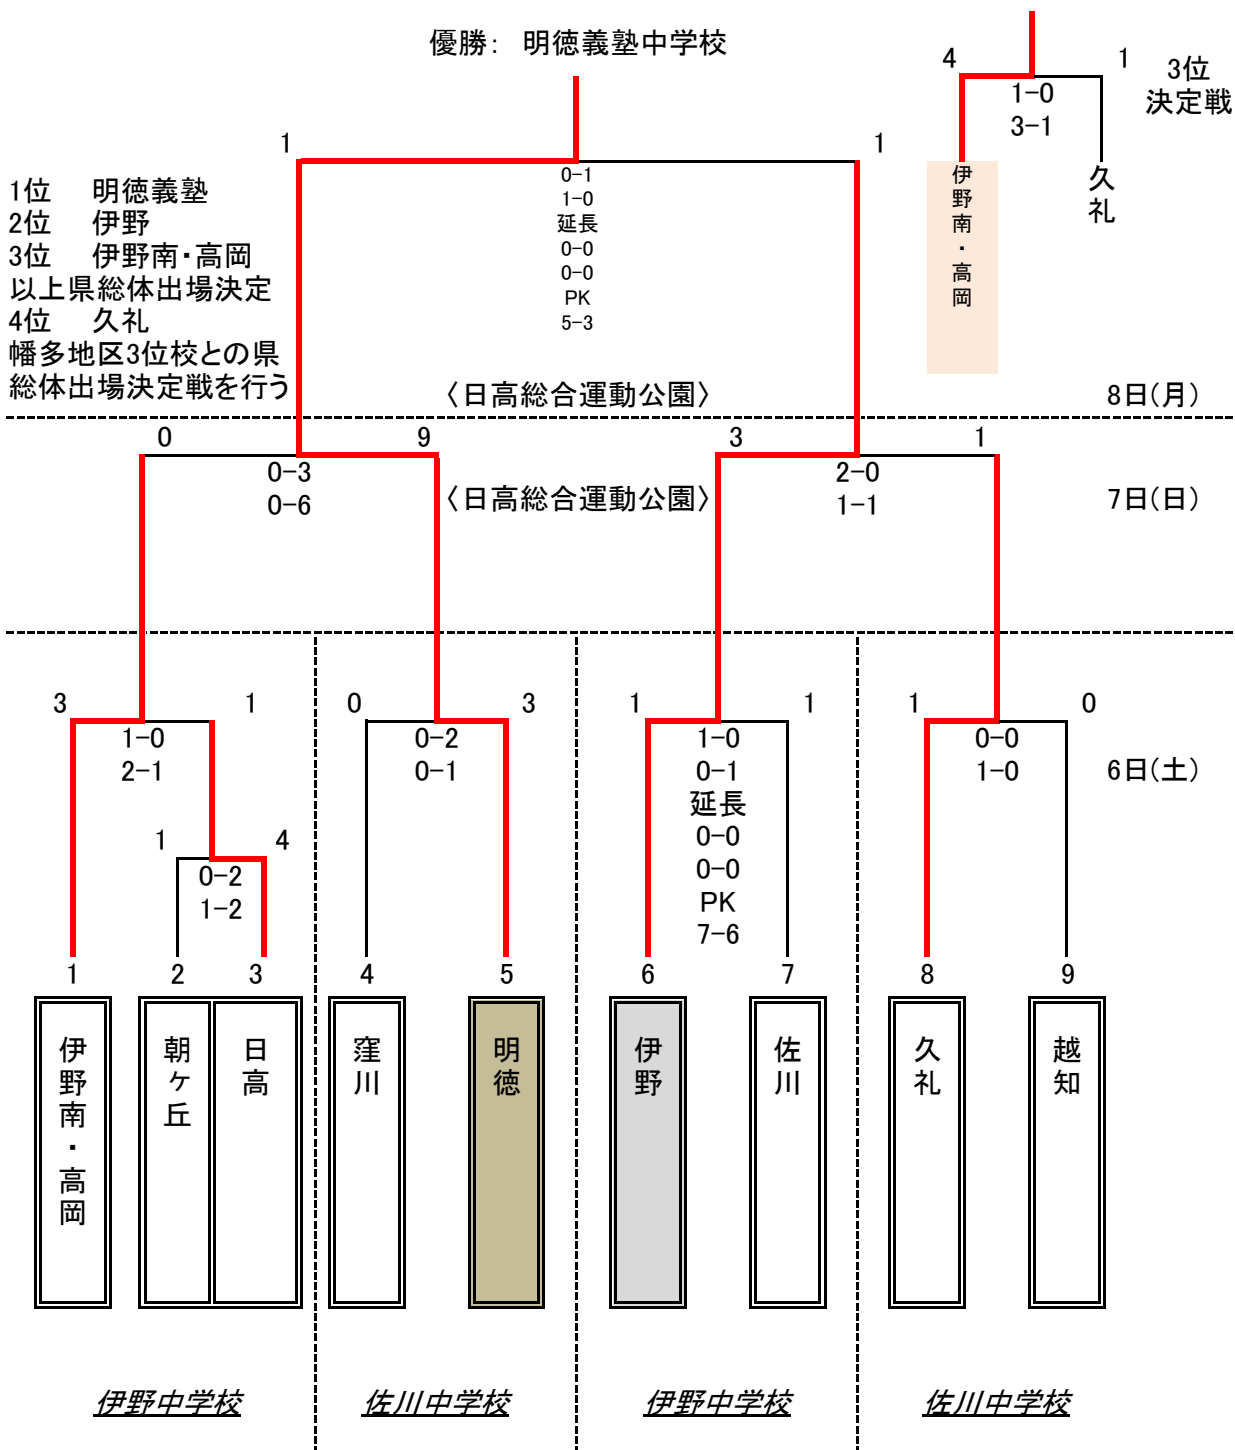 優勝： 明徳義塾中学校
4
1
3位
決定戦
1-0
3-1
伊野南・高岡
久礼
1
1
0-1
1-0
延長
0-0
0-0
PK
5-3
1位 明徳義塾
2位 伊野
3位 伊野南・高岡
以上県総体出場決定
4位 久礼
幡多地区3位校との県
総体出場決定戦を行う
〈日高総合運動公園〉
8日(月)
0
9
3
1
0-3
0-6
〈日高総合運動公園〉
2-0
1-1
7日(日)
3
1
0
3
1
1
1
0
1-0
2-1
0-2
0-1
1-0
0-1
延長
0-0
0-0
PK
7-6
0-0
1-0
6日(土)
1
4
0-2
1-2
1
2
3
4
5
6
7
8
9
伊野南・高岡
朝ヶ丘
日高
窪川
明徳
伊野
佐川
久礼
越知
伊野中学校
佐川中学校
伊野中学校
佐川中学校